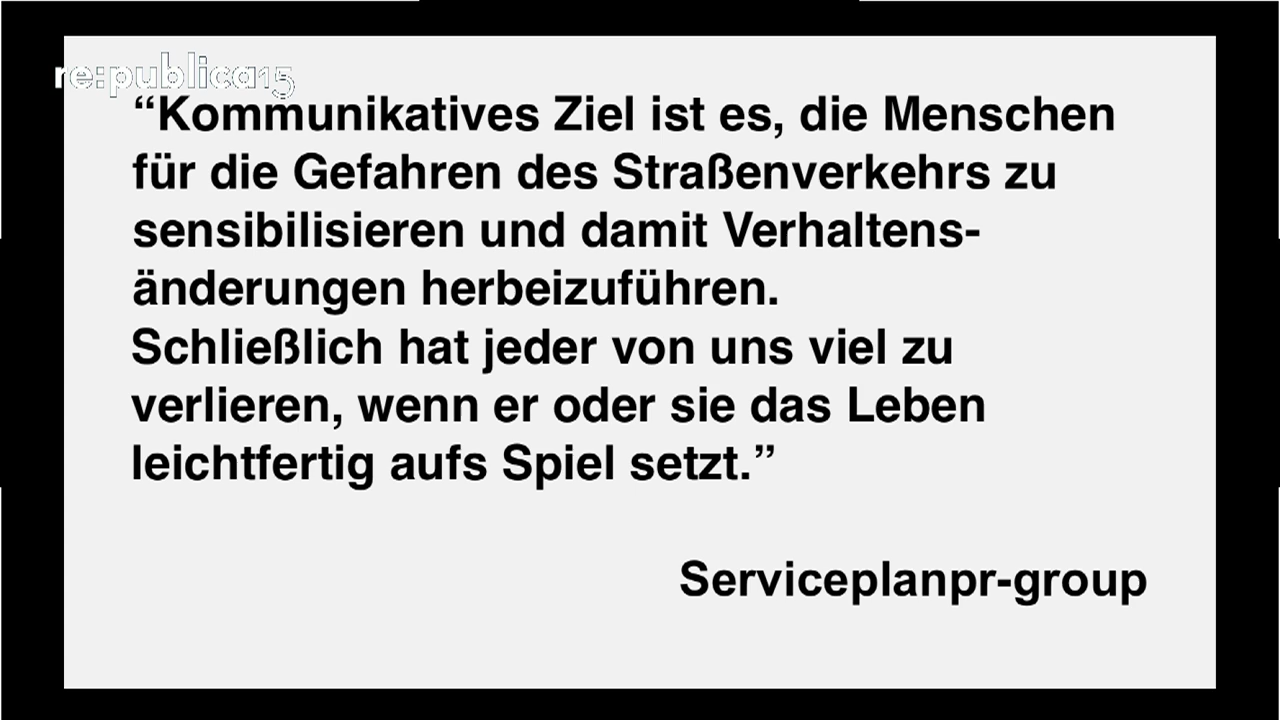 re:publica15
“Kommunikatives Ziel ist es, die Menschen
für die Gefahren des Straßenverkehrs zu
sensibilisieren und damit Verhaltens-
änderungen herbeizuführen.
Schließlich hat jeder von uns viel zu
verlieren, wenn er oder sie das Leben
leichtfertig aufs Spiel setzt.”
Serviceplanpr-group